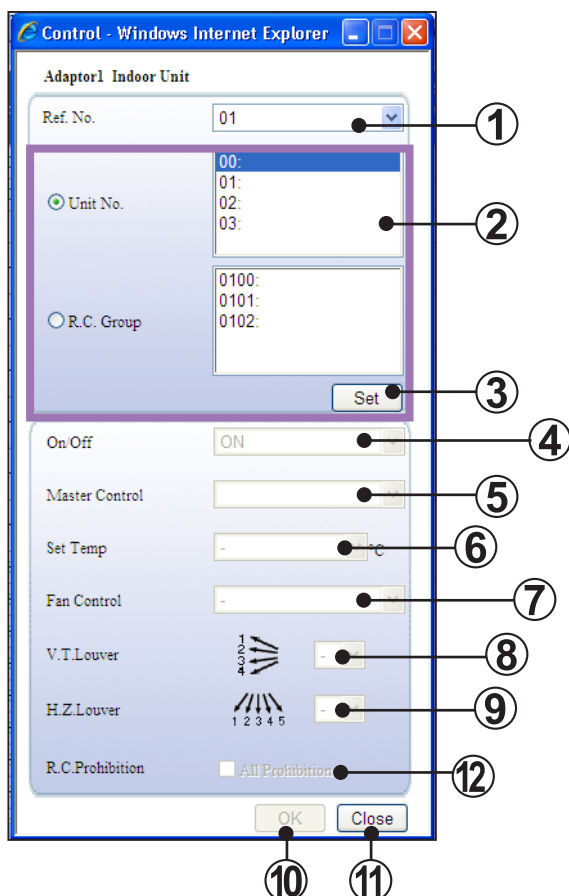 Control - Windows Internet Explorer
Adaptor1 Indoor Unit
Ref. No. 01 1
Unit No. 00:
01:
02:
03:
2
R.C. Group 0100:
0101:
0102:
Set 3
On/Off ON 4
Master Control 5
Set Temp - °C 6
Fan Control - 7
V.T.Louver 1 2 3 4 - 8
H.Z.Louver 1 2 3 4 5 - 9
R.C.Prohibition All Prohibition 12
OK Close
10 11